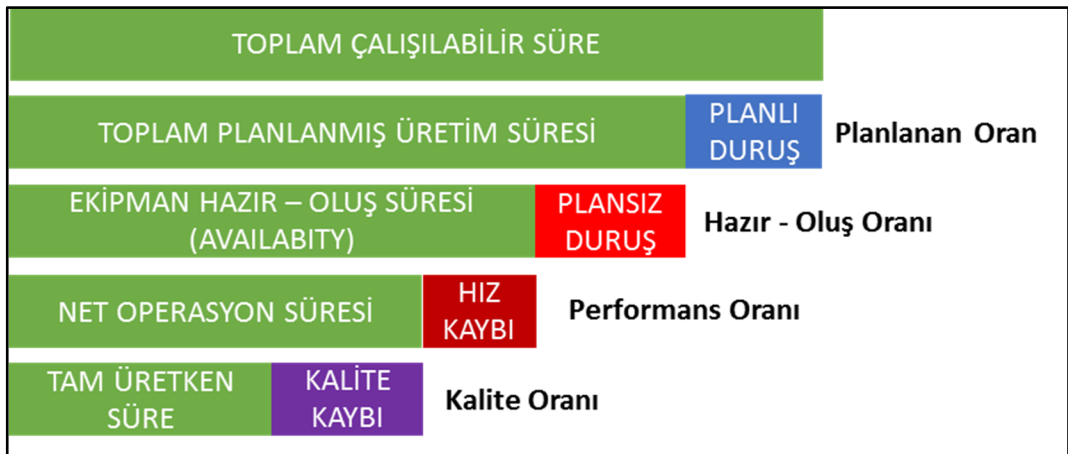 TOPLAM ÇALIŞILABİLİR SÜRE
TOPLAM PLANLANMIŞ ÜRETİM SÜRESİ
PLANLI
DURUŞ
Planlanan Oran
EKİPMAN HAZIR – OLUŞ SÜRESİ
(AVAILABITY)
PLANSIZ
DURUŞ
Hazır - Oluş Oranı
NET OPERASYON SÜRESİ
HIZ
KAYBI
Performans Oranı
TAM ÜRETKEN
SÜRE
KALİTE
KAYBI
Kalite Oranı